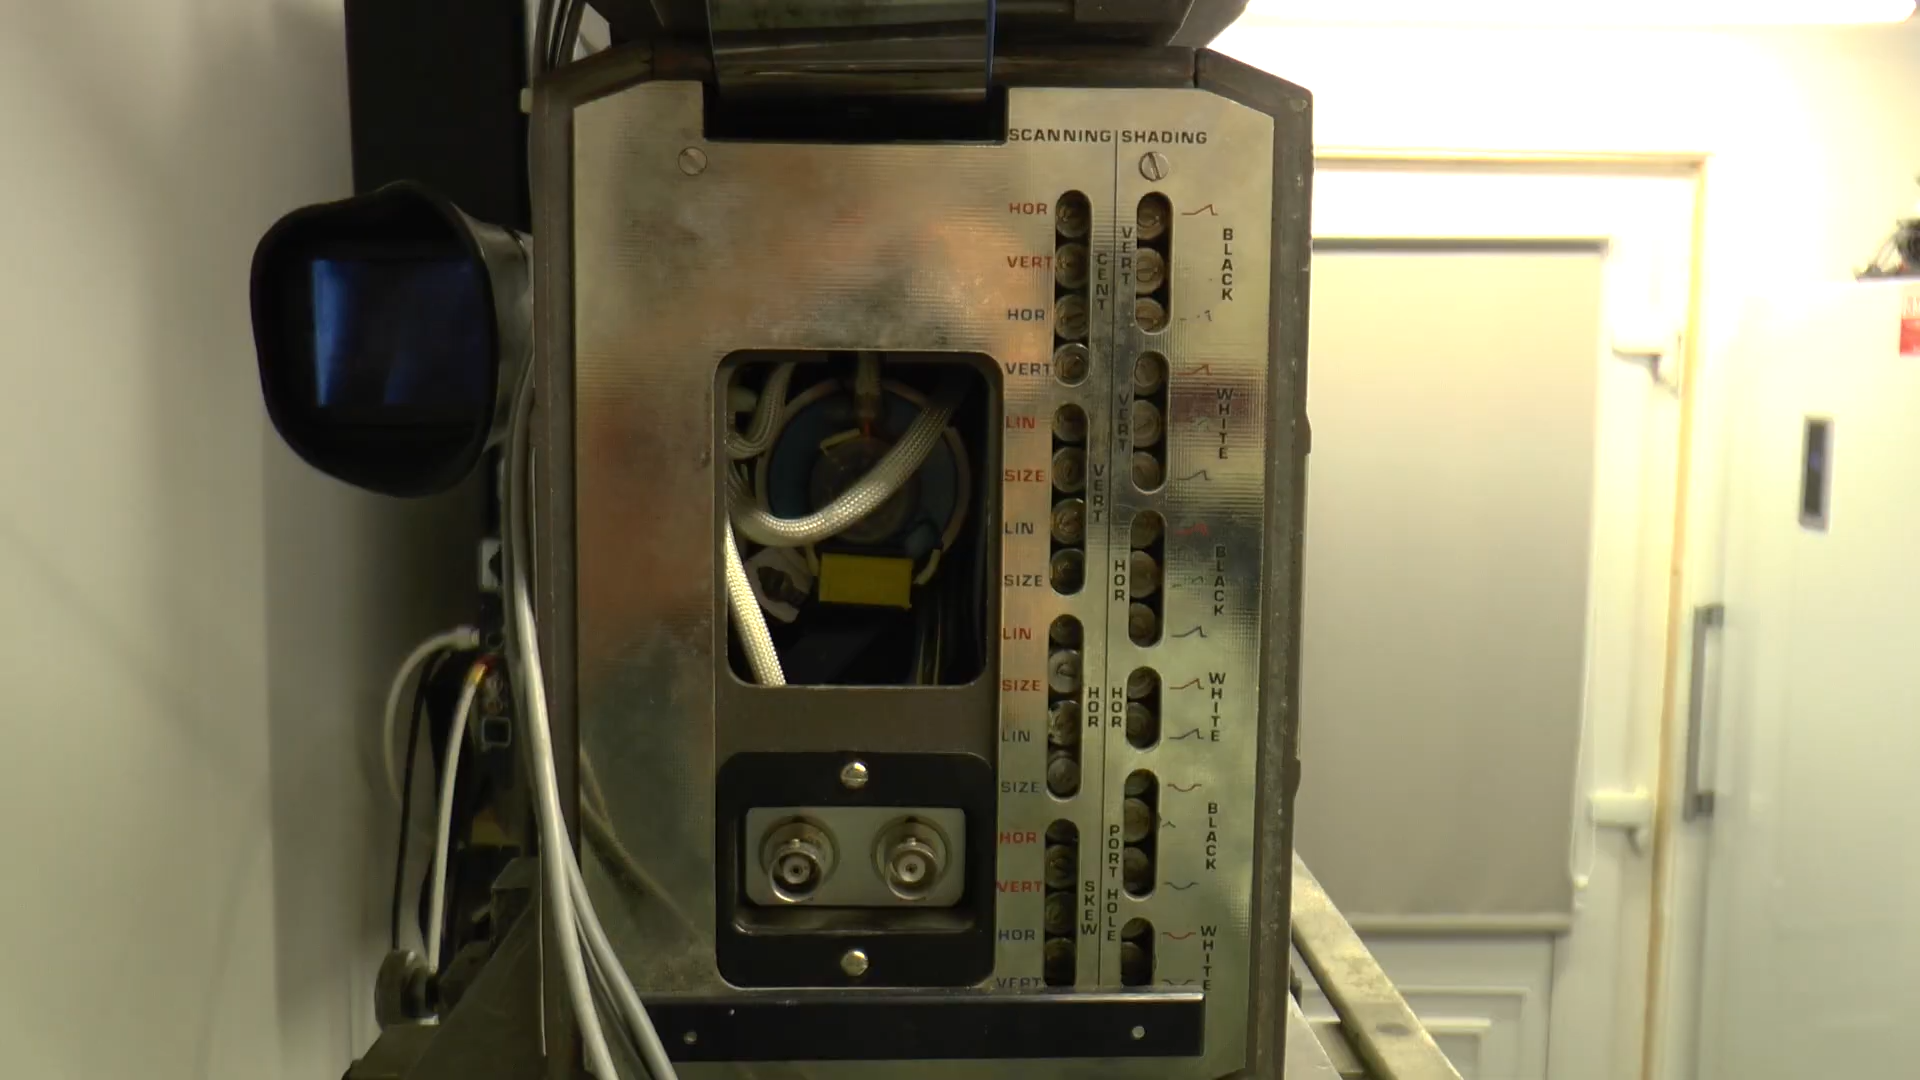 SCANNING SHADING
HOR
VERT
HOR
VERT
CENT
LIN
SIZE
LIN
SIZE
VERT
LIN
SIZE
LIN
SIZE
HOR
HOR
VERT
HOR
VERT
SKEW
VERT
BLACK
VERT
WHITE
HOR
BLACK
HOR
WHITE
PORT HOLE
BLACK
WHITE